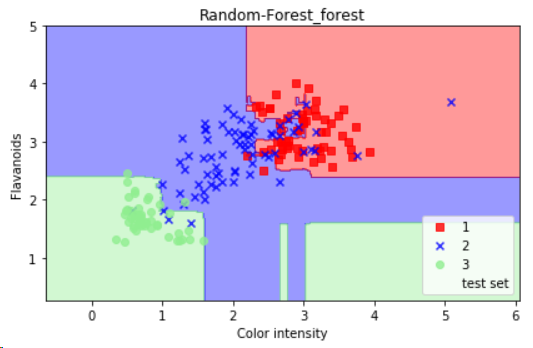 Random-Forest_forest
5
4
3
2
1
Flavanoids
0 1 2 3 4 5 6
Color intensity
1
2
3
test set